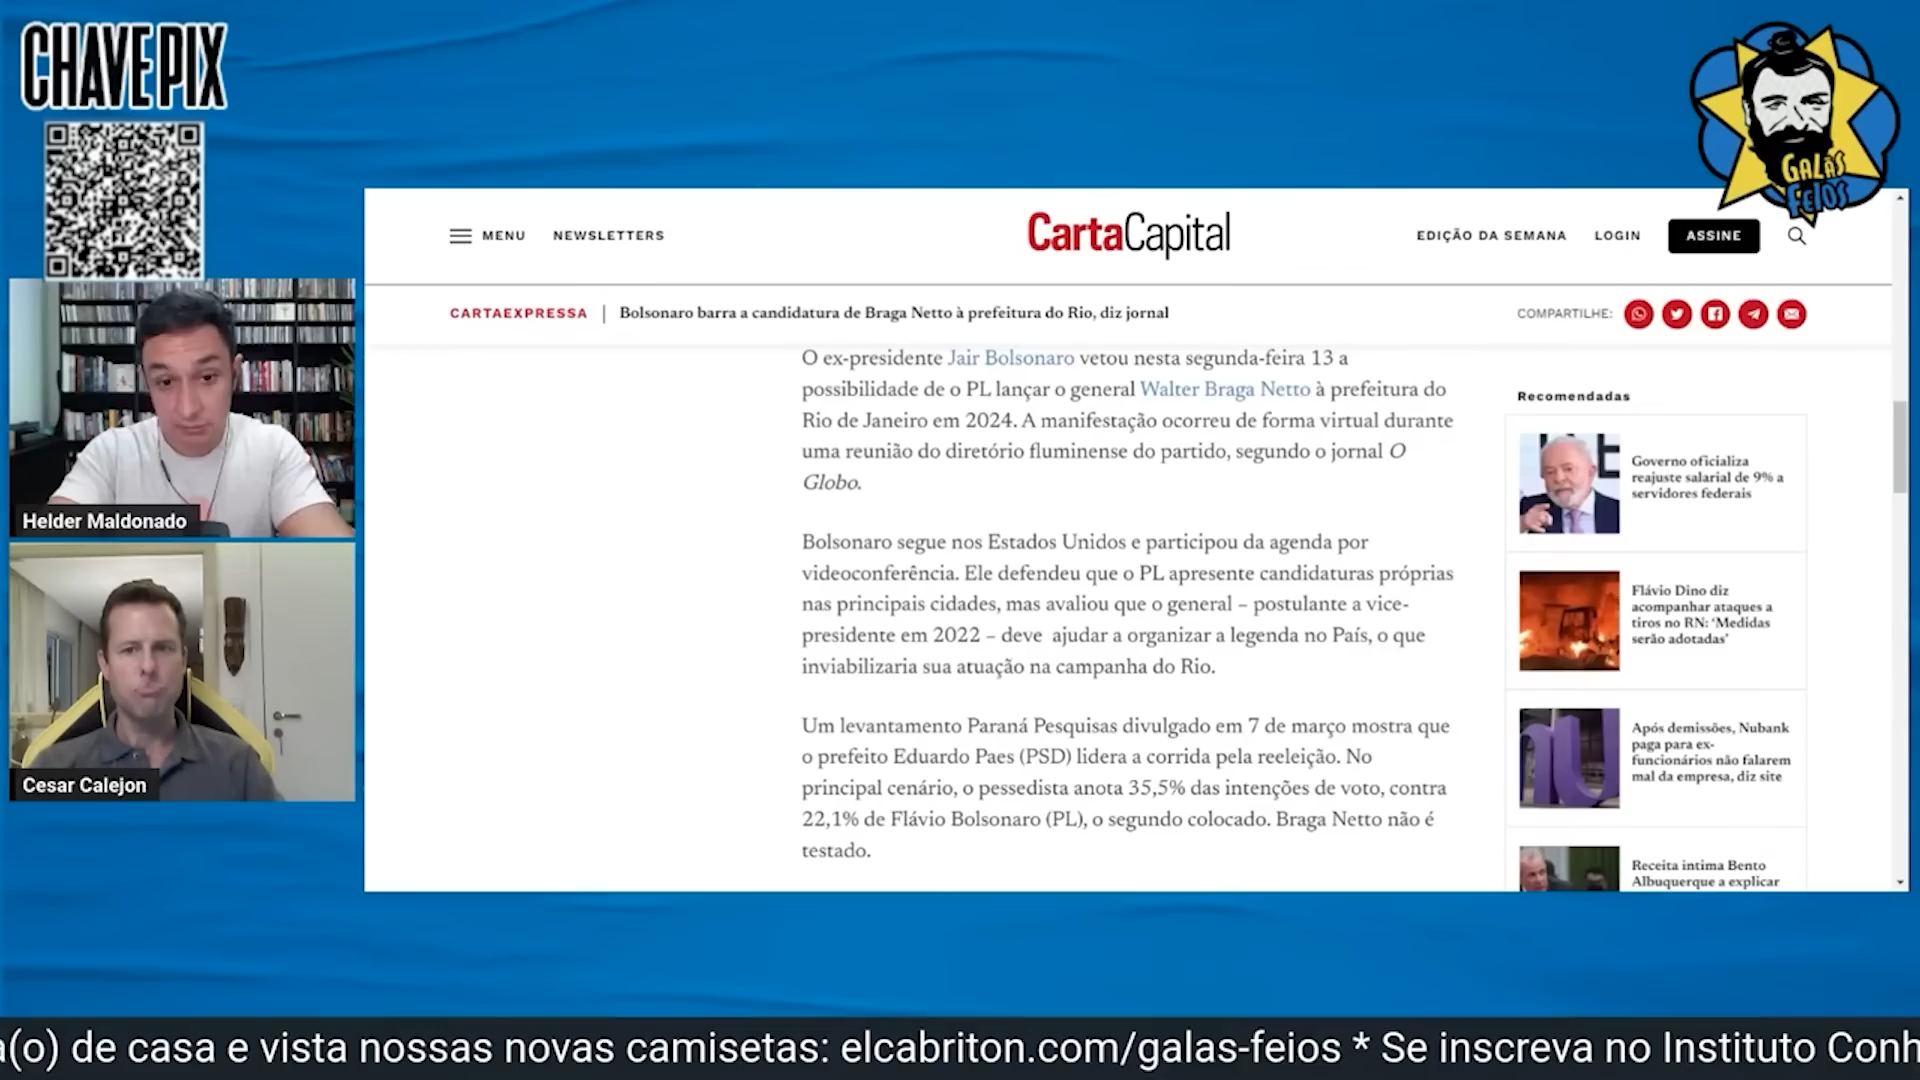 CHAVE PIX
GALÃS
FEIOS
MENU
NEWSLETTERS
CartaCapital
EDIÇÃO DA SEMANA
LOGIN
ASSINE
CARTAEXPRESSA | Bolsonaro barra a candidatura de Braga Netto à prefeitura do Rio, diz jornal
COMPARTILHE:
O ex-presidente Jair Bolsonaro vetou nesta segunda-feira 13 a
possibilidade de o PL lançar o general Walter Braga Netto à prefeitura do
Rio de Janeiro em 2024. A manifestação ocorreu de forma virtual durante
uma reunião do diretório fluminense do partido, segundo o jornal O
Globo.
Bolsonaro segue nos Estados Unidos e participou da agenda por
videoconferência. Ele defendeu que o PL apresente candidaturas próprias
nas principais cidades, mas avaliou que o general – postulante a vice-
presidente em 2022 – deve ajudar a organizar a legenda no País, o que
inviabilizaria sua atuação na campanha do Rio.
Um levantamento Paraná Pesquisas divulgado em 7 de março mostra que
o prefeito Eduardo Paes (PSD) lidera a corrida pela reeleição. No
principal cenário, o pessedista anota 35,5% das intenções de voto, contra
22,1% de Flávio Bolsonaro (PL), o segundo colocado. Braga Netto não é
testado.
Recomendadas
Governo oficializa
reajuste salarial de 9% a
servidores federais
Flávio Dino diz
acompanhar ataques a
tiros no RN: ‘Medidas
serão adotadas’
Após demissões, Nubank
paga para ex-
funcionários não falarem
mal da empresa, diz site
Receita intima Bento
Albuquerque a explicar
Helder Maldonado
Cesar Calejon
a(o) de casa e vista nossas novas camisetas: elcabriton.com/galas-feios * Se inscreva no Instituto Conh